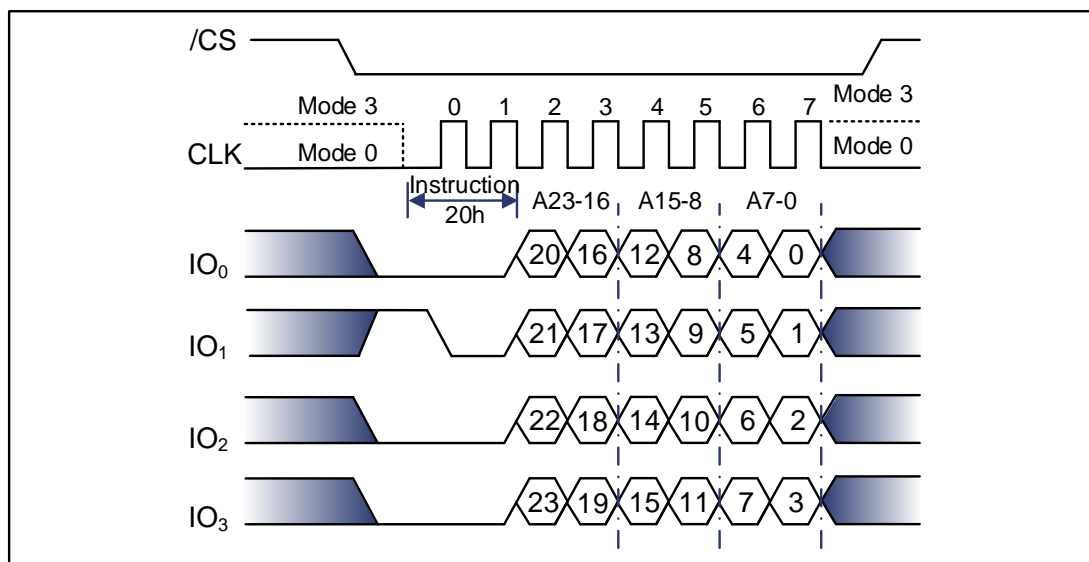 /CS
Mode 3 0 1 2 3 4 5 6 7 Mode 3
CLK Mode 0 Mode 0
Instruction A23-16 A15-8 A7-0
20h
IO0 20 16 12 8 4 0
IO1 21 17 13 9 5 1
IO2 22 18 14 10 6 2
IO3 23 19 15 11 7 3